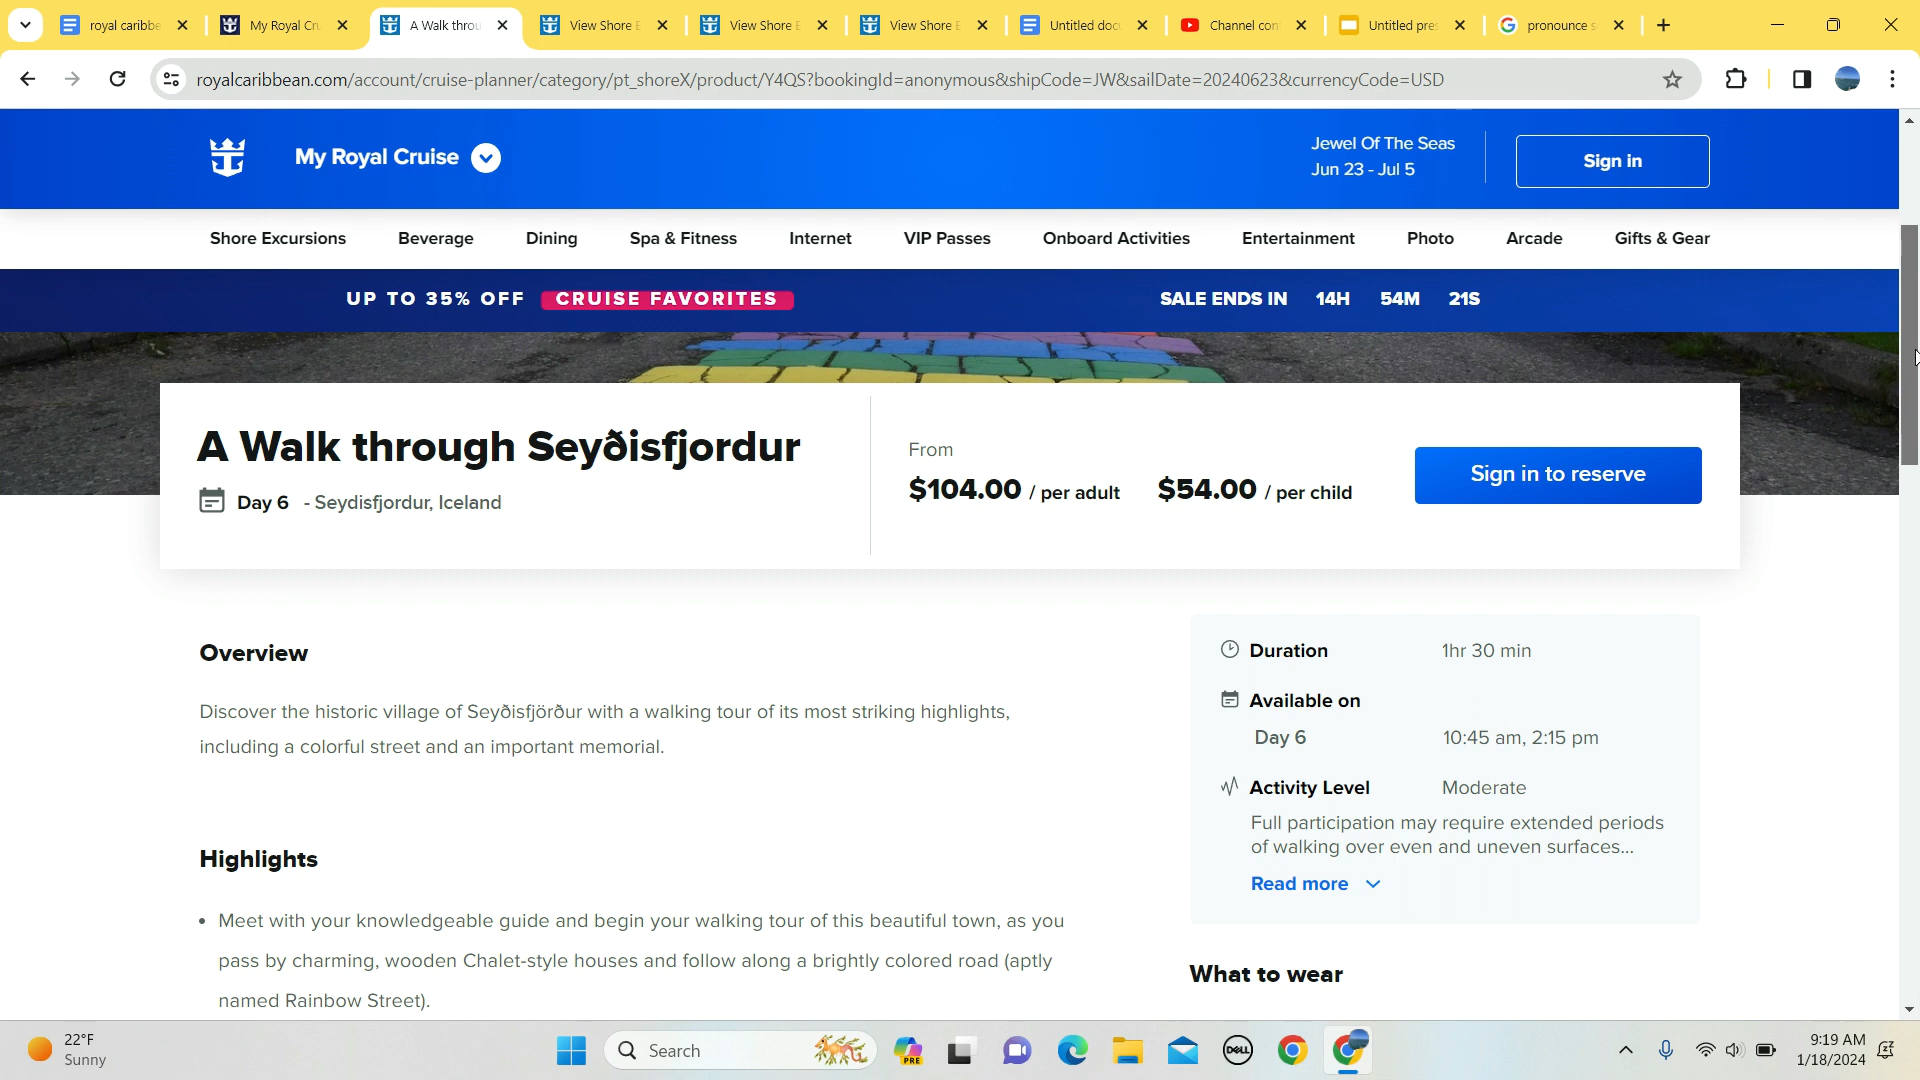 royal caribbe
My Royal Cru
A Walk throu
View Shore E
View Shore E
View Shore E
Untitled doc
Channel con
Untitled pres
pronounce s
royalcaribbean.com/account/cruise-planner/category/pt_shoreX/product/Y4QS?bookingId=anonymous&shipCode=JW&sailDate=20240623&currencyCode=USD
My Royal Cruise
Jewel Of The Seas
Jun 23 - Jul 5
Sign in
Shore Excursions Beverage Dining Spa & Fitness Internet VIP Passes Onboard Activities Entertainment Photo Arcade Gifts & Gear
UP TO 35% OFF CRUISE FAVORITES SALE ENDS IN 14H 54M 21S
A Walk through Seyðisfjordur
Day 6 - Seydisfjordur, Iceland
From
$104.00 / per adult $54.00 / per child
Sign in to reserve
Overview
Discover the historic village of Seyðisfjörður with a walking tour of its most striking highlights,
including a colorful street and an important memorial.
Highlights
• Meet with your knowledgeable guide and begin your walking tour of this beautiful town, as you
pass by charming, wooden Chalet-style houses and follow along a brightly colored road (aptly
named Rainbow Street).
Duration 1hr 30 min
Available on
Day 6 10:45 am, 2:15 pm
Activity Level Moderate
Full participation may require extended periods
of walking over even and uneven surfaces...
Read more
What to wear
22°F
Sunny
Search
PRE
DELL
9:19 AM
1/18/2024